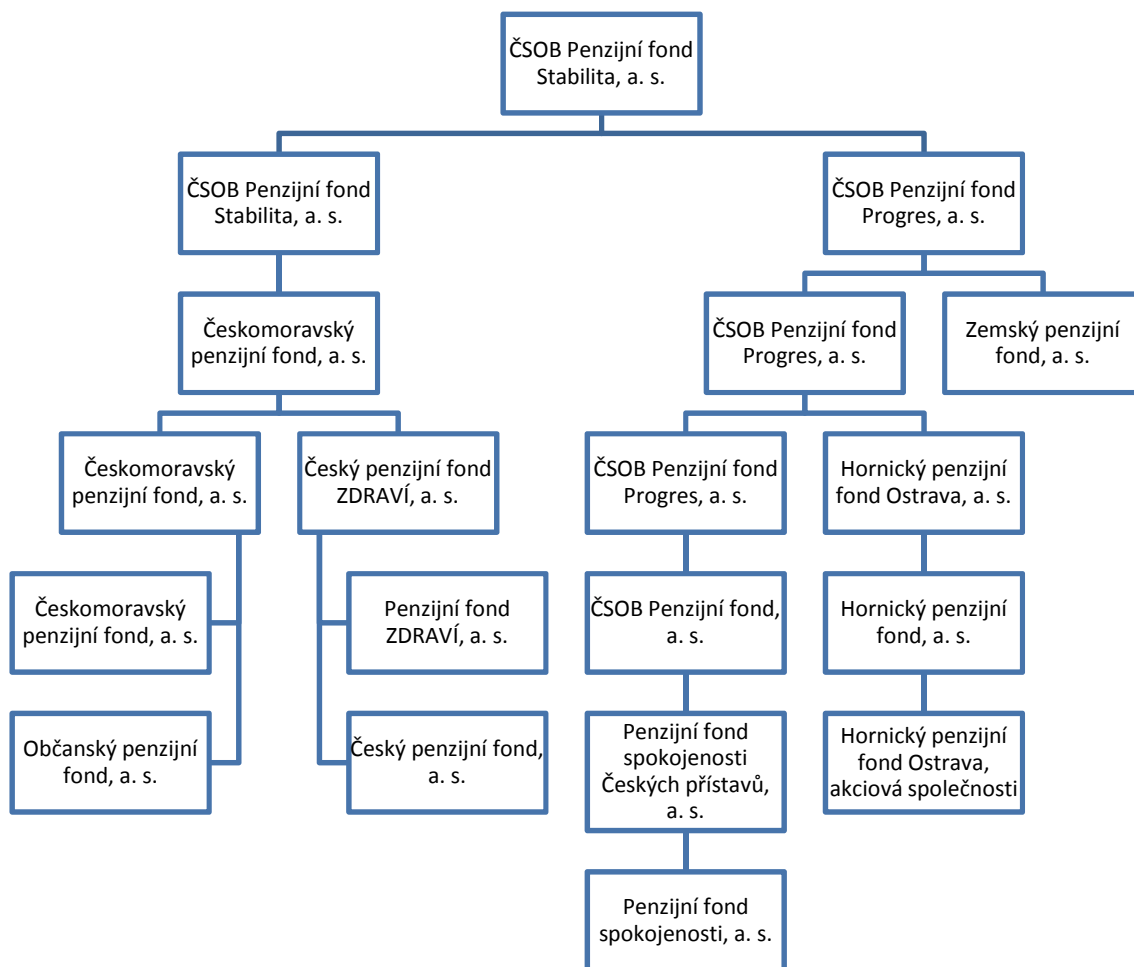 ČSOB Penzijní fond
Stabilita, a. s.
ČSOB Penzijní fond
Stabilita, a. s.
ČSOB Penzijní fond
Progres, a. s.
Českomoravský
penzijní fond, a. s.
ČSOB Penzijní fond
Progres, a. s.
Zemský penzijní
fond, a. s.
Českomoravský
penzijní fond, a. s.
Český penzijní fond
ZDRAVÍ, a. s.
ČSOB Penzijní fond
Progres, a. s.
Hornický penzijní
fond Ostrava, a. s.
Českomoravský
penzijní fond, a. s.
Penzijní fond
ZDRAVÍ, a. s.
ČSOB Penzijní fond,
a. s.
Hornický penzijní
fond, a. s.
Občanský penzijní
fond, a. s.
Český penzijní fond,
a. s.
Penzijní fond
spokojenosti
Českých přístavů,
a. s.
Hornický penzijní
fond Ostrava,
akciová společnosti
Penzijní fond
spokojenosti, a. s.